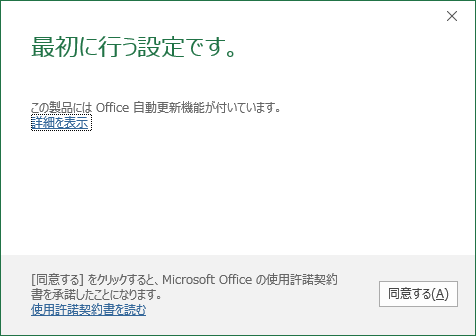 最初に行う設定です。
この製品には Office 自動更新機能が付いています。
詳細を表示
[同意する] をクリックすると、Microsoft Office の使用許諾契約
書を承諾したことになります。
使用許諾契約書を読む
同意する(A)